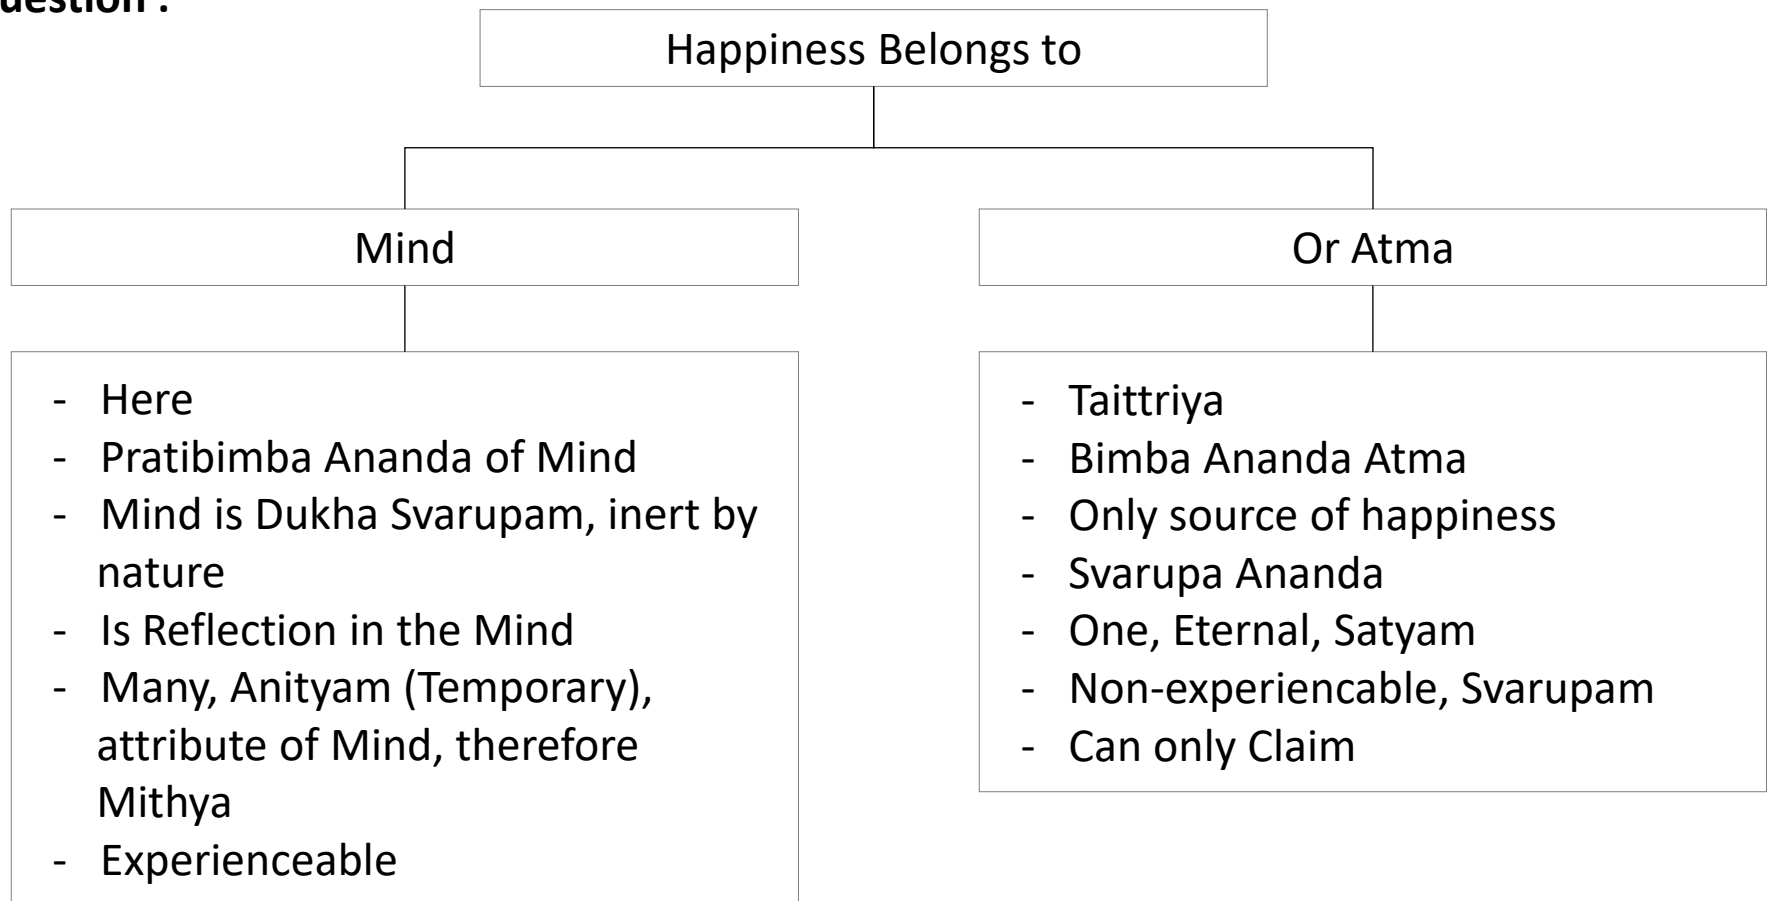 uestion :
Happiness Belongs to
Mind
Or Atma
- Here
- Pratibimba Ananda of Mind
- Mind is Dukha Svarupam, inert by
nature
- Is Reflection in the Mind
- Many, Anityam (Temporary),
attribute of Mind, therefore
Mithya
- Experienceable
- Taittriya
- Bimba Ananda Atma
- Only source of happiness
- Svarupa Ananda
- One, Eternal, Satyam
- Non-experiencable, Svarupam
- Can only Claim